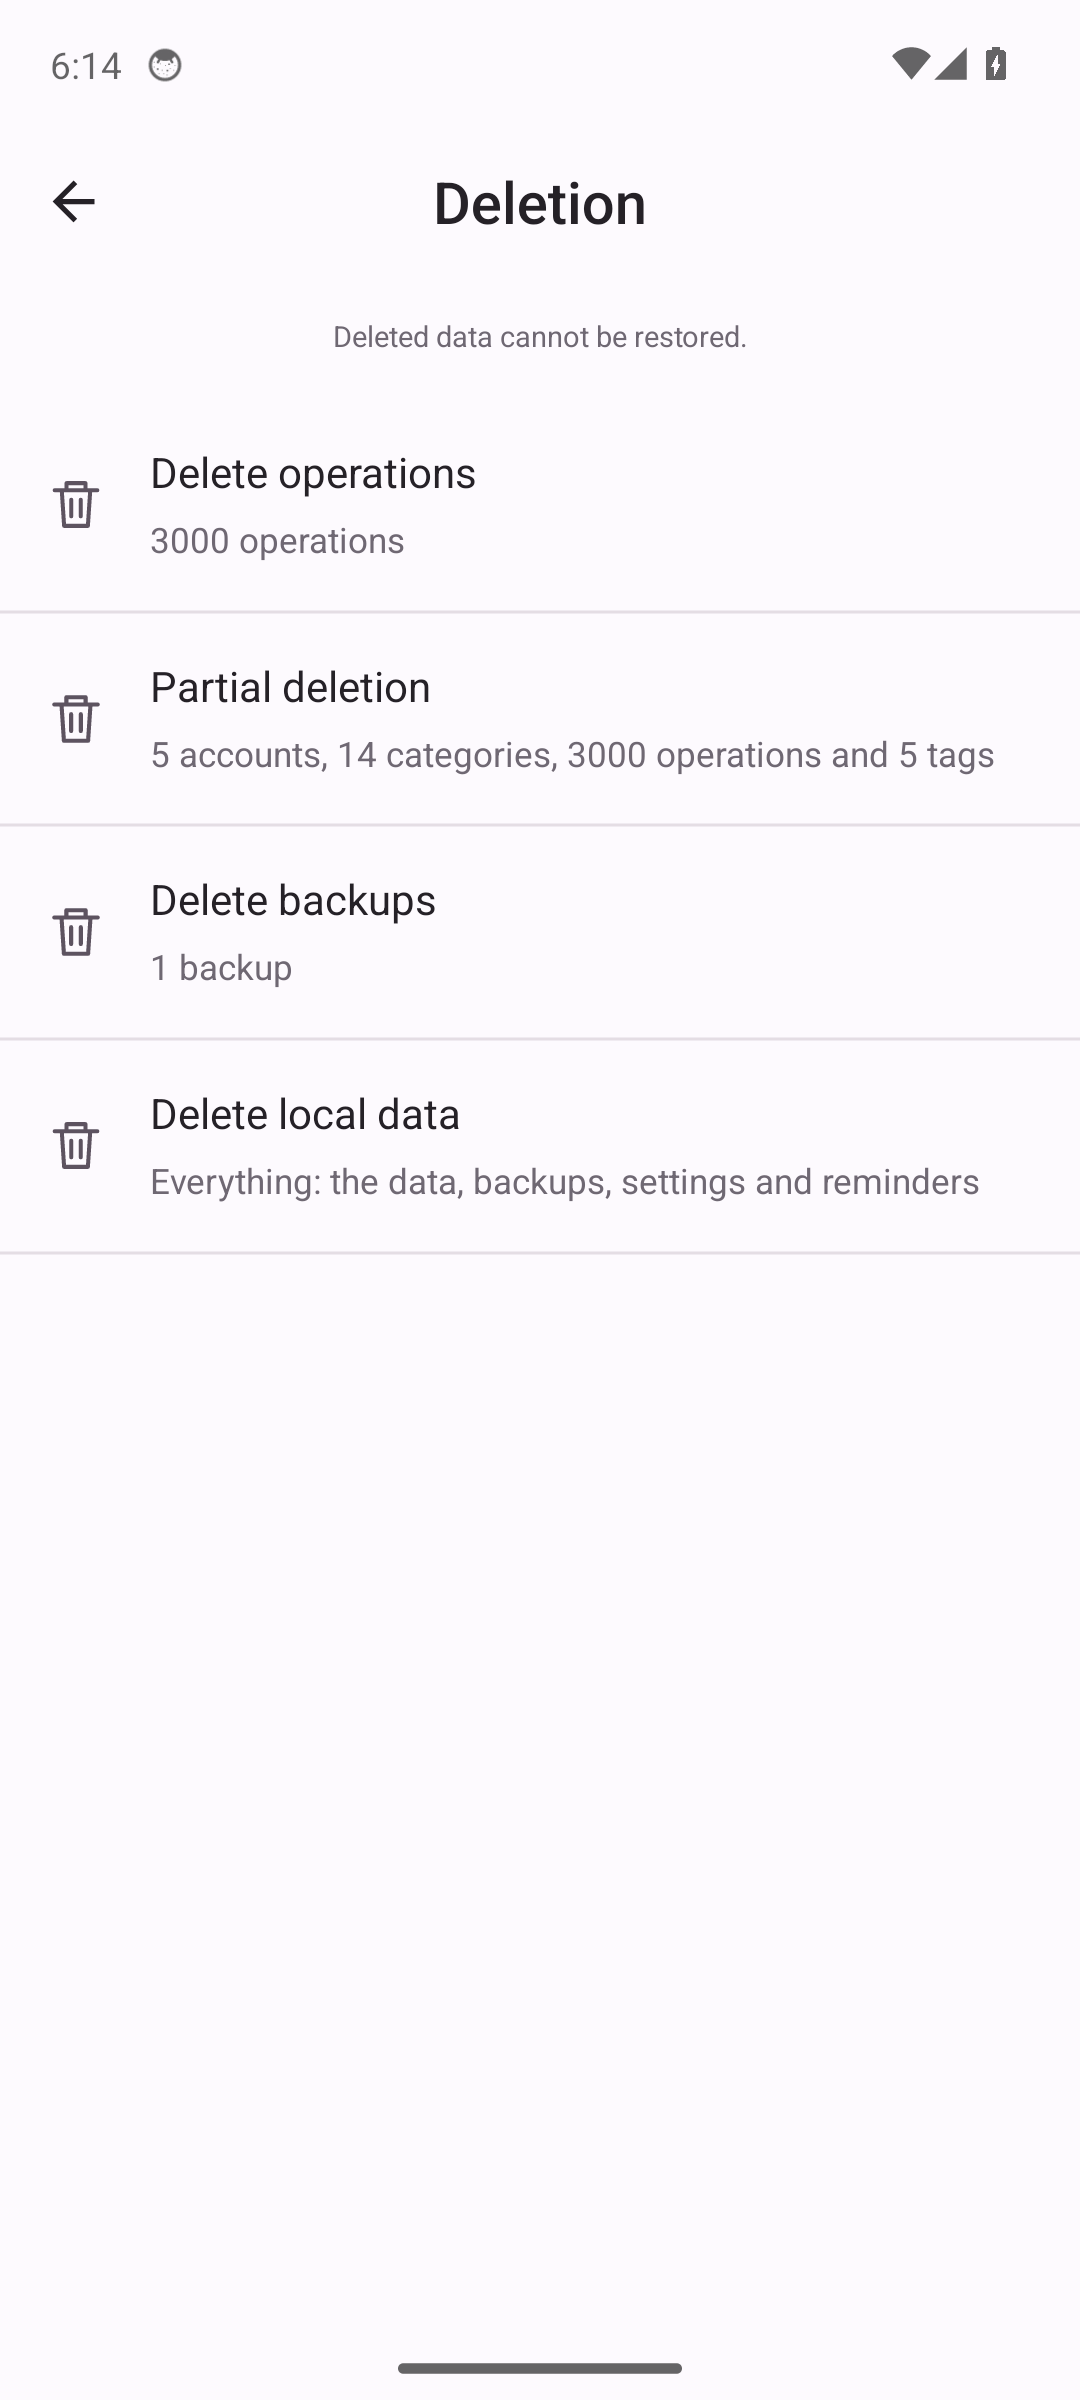 6:14
Deletion
Deleted data cannot be restored.
Delete operations
3000 operations
Partial deletion
5 accounts, 14 categories, 3000 operations and 5 tags
Delete backups
1 backup
Delete local data
Everything: the data, backups, settings and reminders